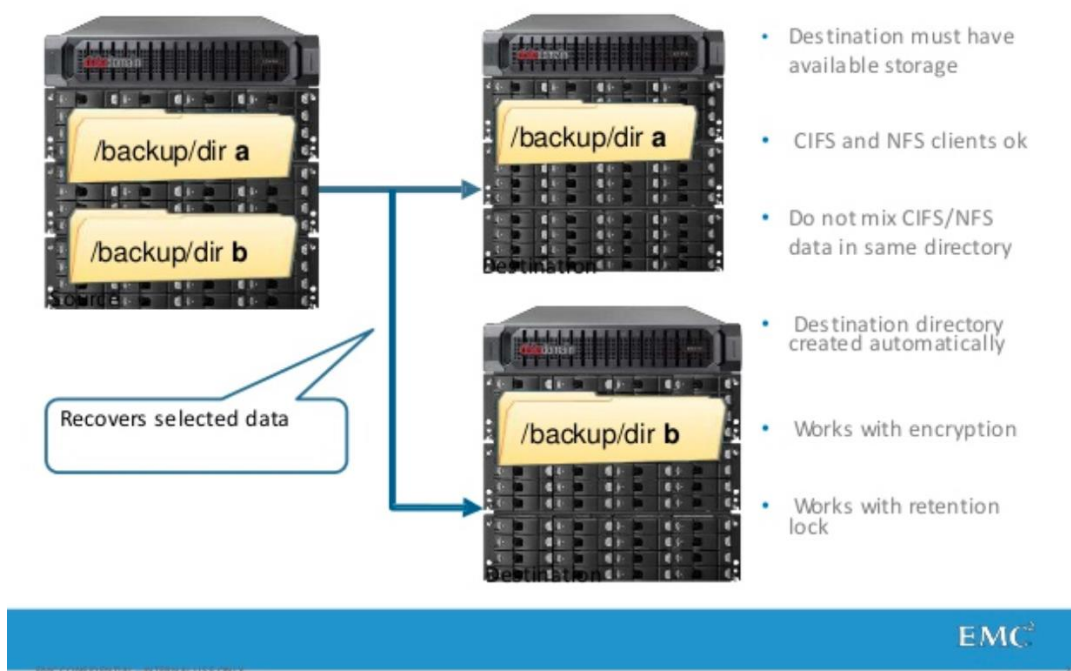 /backup/dir a
/backup/dir b
Source
Recovers selected data
/backup/dir a
Destination
/backup/dir b
Destination
• Destination must have
available storage
• CIFS and NFS clients ok
• Do not mix CIFS/NFS
data in same directory
• Destination directory
created automatically
• Works with encryption
• Works with retention
lock
EMC²